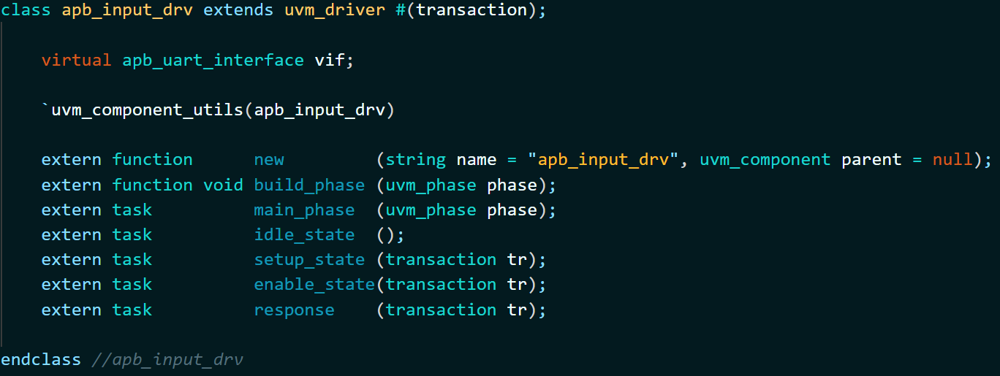 class apb_input_drv extends uvm_driver #(transaction);
virtual apb_uart_interface vif;
`uvm_component_utils(apb_input_drv)
extern function new (string name = "apb_input_drv", uvm_component parent = null);
extern function void build_phase (uvm_phase phase);
extern task main_phase (uvm_phase phase);
extern task idle_state ();
extern task setup_state (transaction tr);
extern task enable_state(transaction tr);
extern task response (transaction tr);
endclass //apb_input_drv